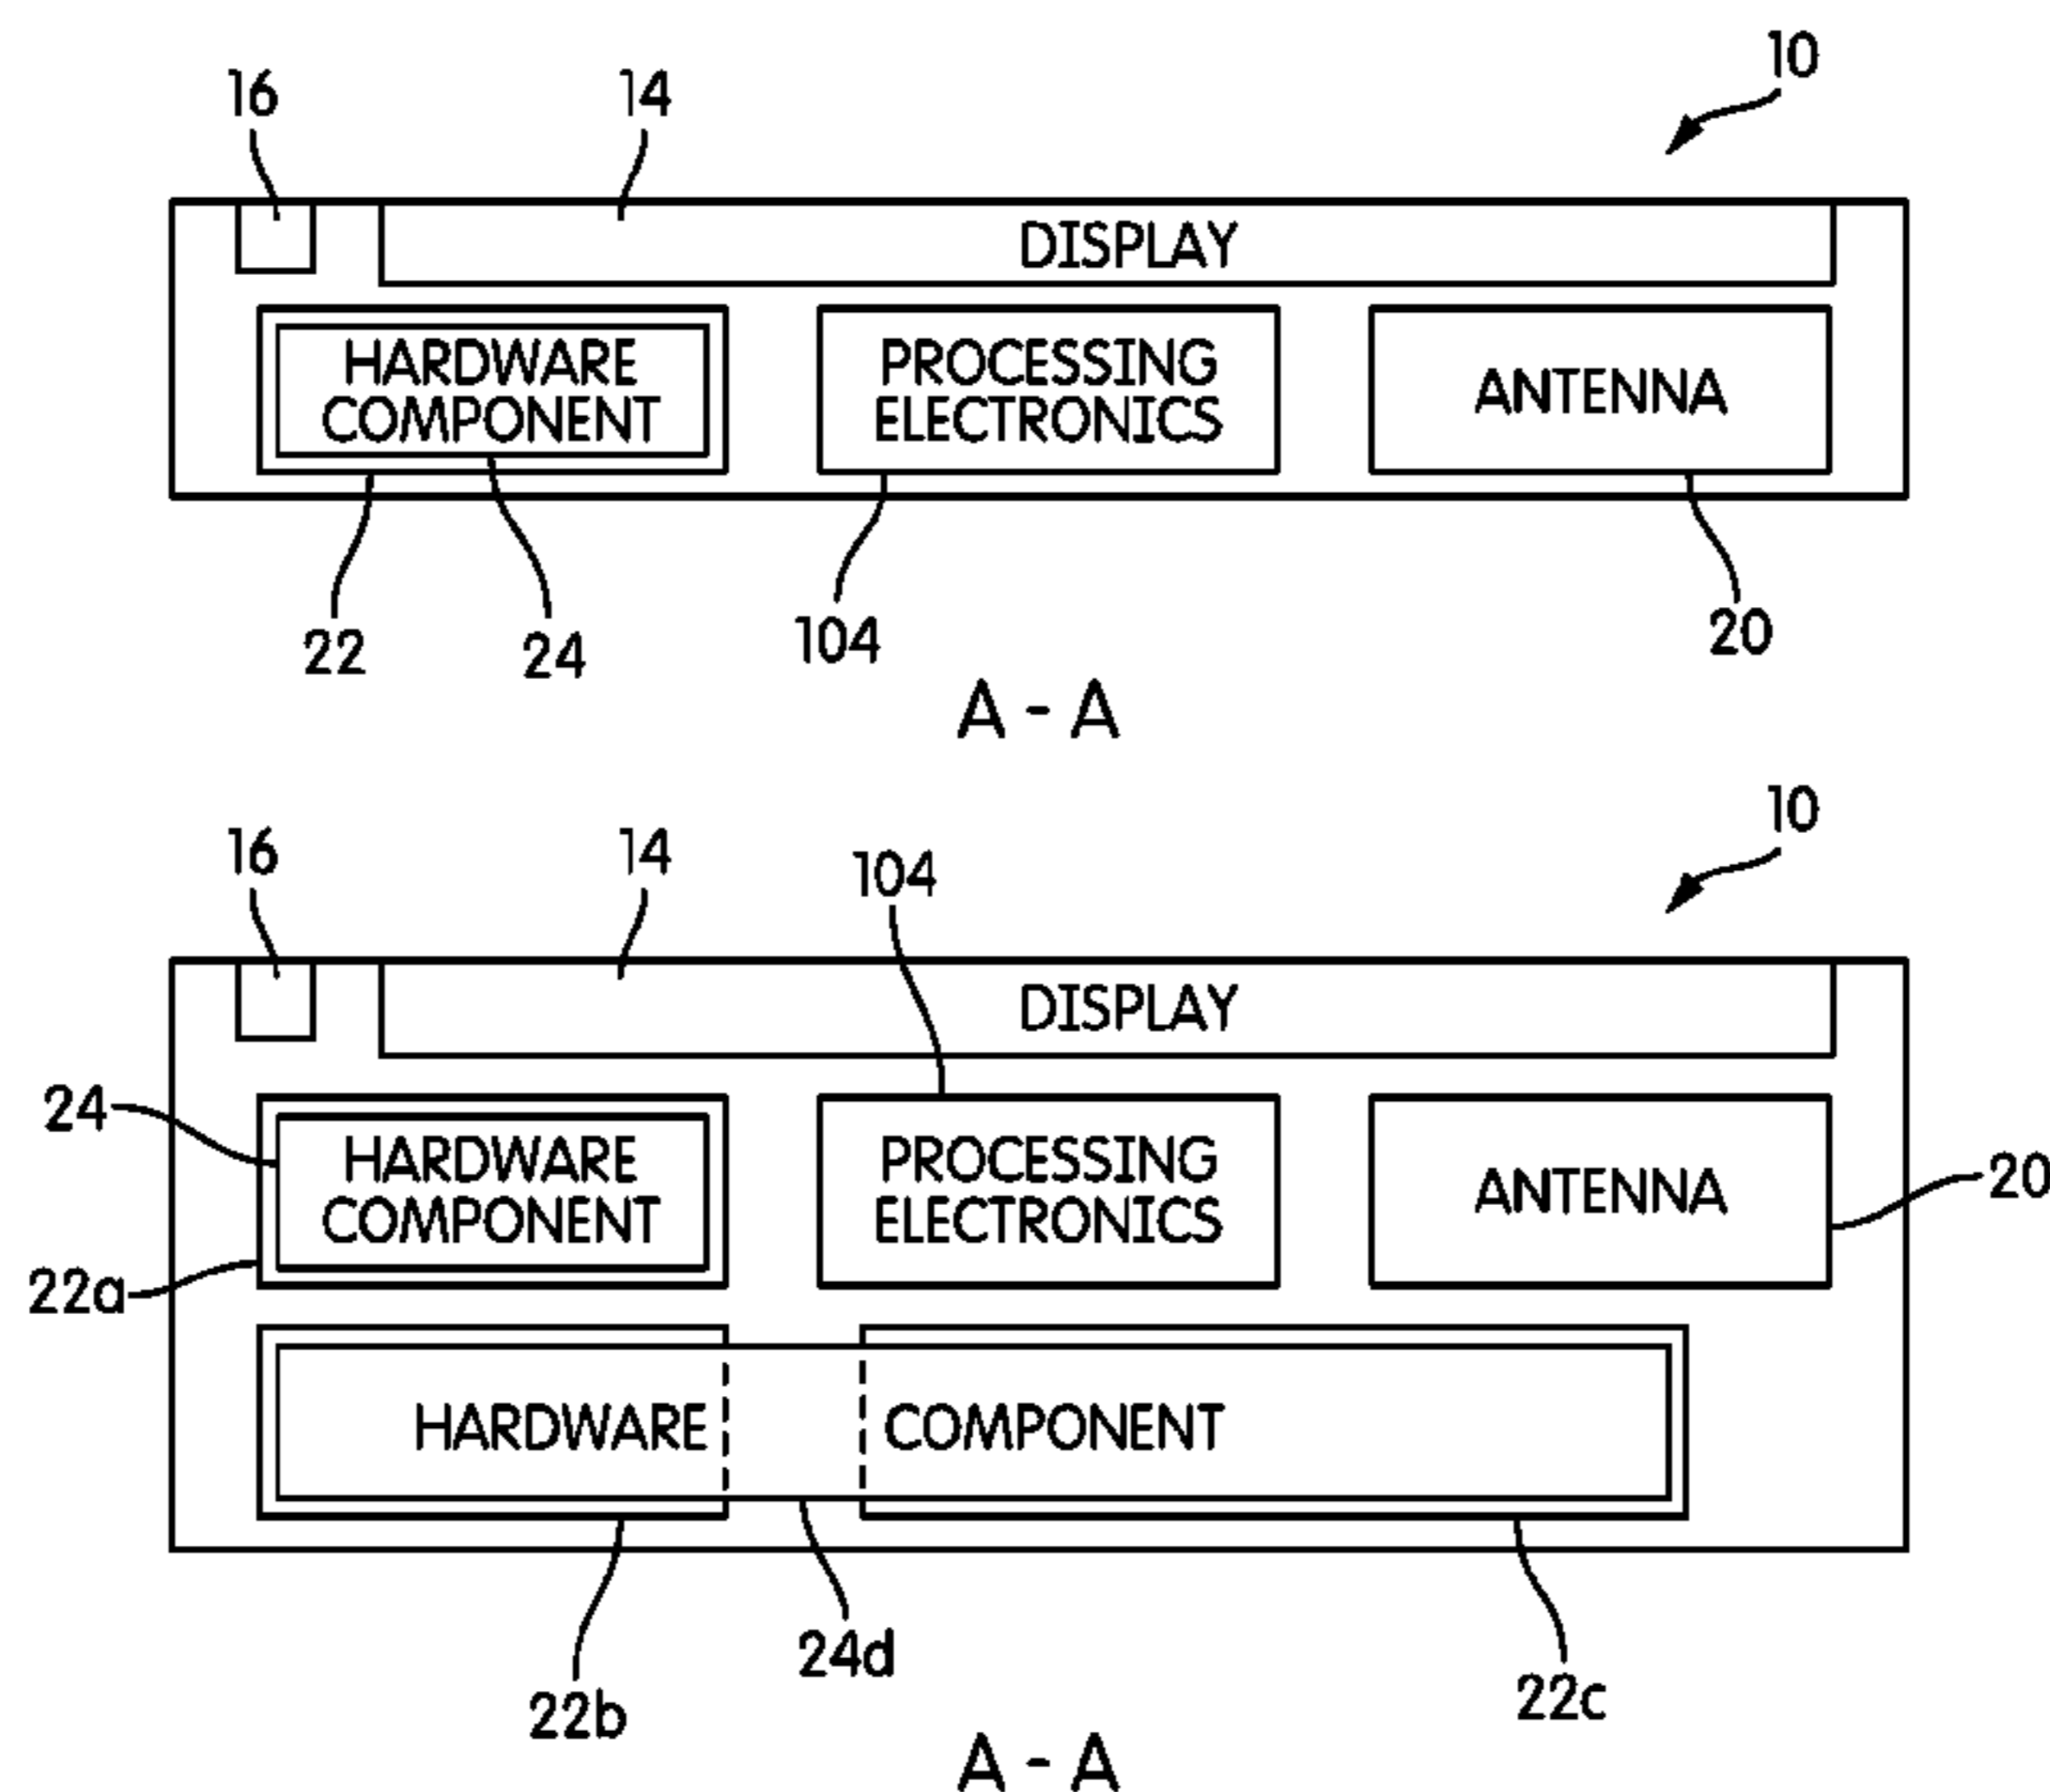 10
16
14
DISPLAY
HARDWARE
COMPONENT
PROCESSING
ELECTRONICS
ANTENNA
22
24
104
20
A - A
10
16
14
104
DISPLAY
24
HARDWARE
COMPONENT
PROCESSING
ELECTRONICS
ANTENNA
20
22a
HARDWARE COMPONENT
24d
22b
22c
A - A